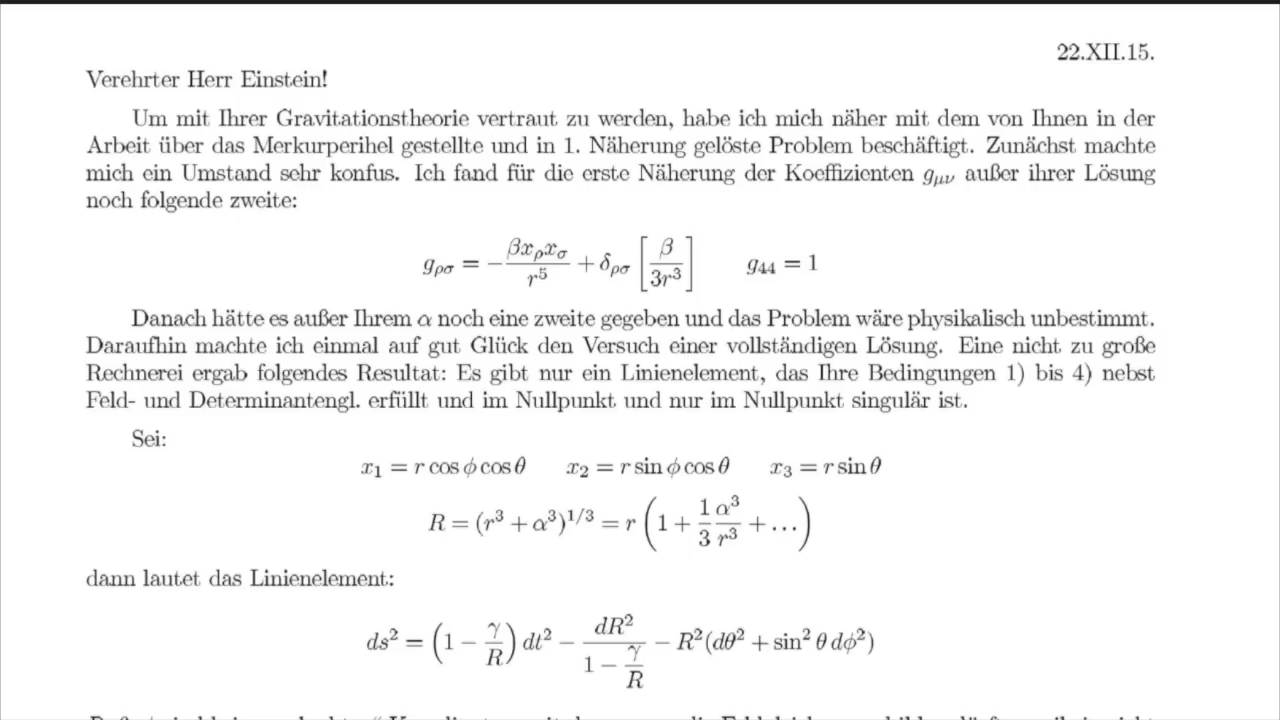 22.XII.15.
Verehrter Herr Einstein!
Um mit Ihrer Gravitationstheorie vertraut zu werden, habe ich mich näher mit dem von Ihnen in der
Arbeit über das Merkurperihel gestellte und in 1. Näherung gelöste Problem beschäftigt. Zunächst machte
mich ein Umstand sehr konfus. Ich fand für die erste Näherung der Koeffizienten g_{μν} außer ihrer Lösung
noch folgende zweite:
g_{ρσ} = −\frac{βx_ρx_σ}{r^5} + δ_{ρσ} [\frac{β}{3r^3}] g_{44} = 1
Danach hätte es außer Ihrem α noch eine zweite gegeben und das Problem wäre physikalisch unbestimmt.
Daraufhin machte ich einmal auf gut Glück den Versuch einer vollständigen Lösung. Eine nicht zu große
Rechnerei ergab folgendes Resultat: Es gibt nur ein Linienelement, das Ihre Bedingungen 1) bis 4) nebst
Feld- und Determinantengl. erfüllt und im Nullpunkt und nur im Nullpunkt singulär ist.
Sei:
x_1 = r cos ϕ cos θ x_2 = r sin ϕ cos θ x_3 = r sin θ
R = (r^3 + α^3)^{1/3} = r (1 + \frac{1}{3} \frac{α^3}{r^3} + ...)
dann lautet das Linienelement:
ds^2 = (1 − \frac{γ}{R}) dt^2 − \frac{dR^2}{1 − \frac{γ}{R}} − R^2(dθ^2 + sin^2 θ dϕ^2)